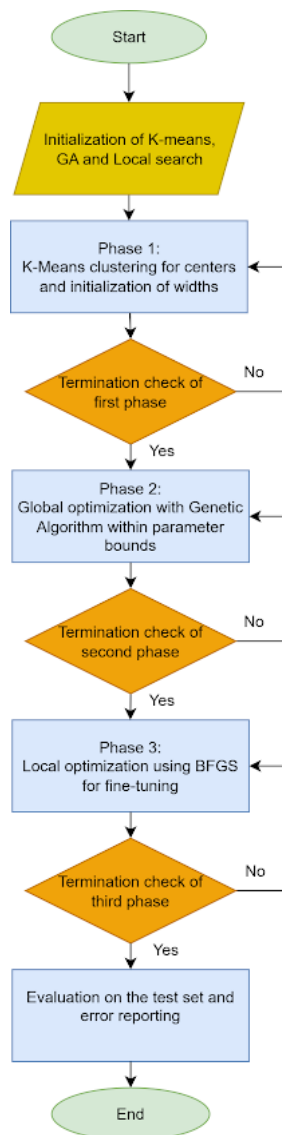 Start
Initialization of K-means,
GA and Local search
Phase 1:
K-Means clustering for centers
and initialization of widths
Termination check of
first phase
No
Yes
Phase 2:
Global optimization with Genetic
Algorithm within parameter
bounds
Termination check of
second phase
No
Yes
Phase 3:
Local optimization using BFGS
for fine-tuning
Termination check of
third phase
No
Yes
Evaluation on the test set and
error reporting
End